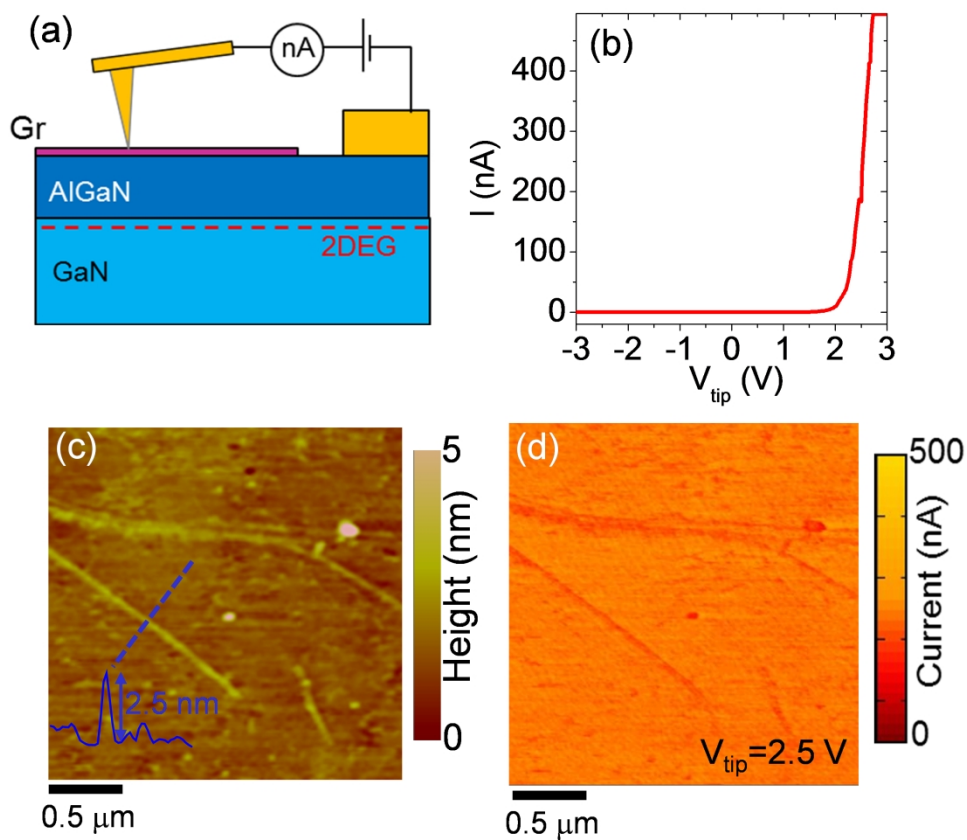 (a)
nA
Gr
AlGaN
2DEG
GaN
(b)
I (nA)
400
300
200
100
0
-3 -2 -1 0 1 2 3
V_tip (V)
(c)
2.5 nm
0.5 μm
5
Height (nm)
0
(d)
V_tip=2.5 V
0.5 μm
500
Current (nA)
0